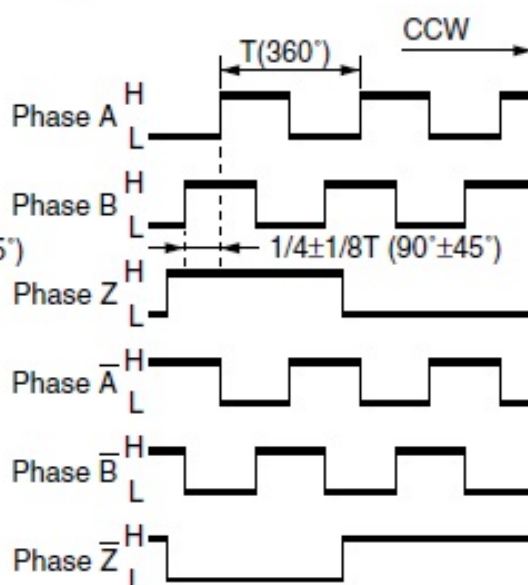 CCW
T(360˚)
H
Phase A
L
H
Phase B
L
5˚)
1/4±1/8T (90˚±45˚)
H
Phase Z
L
H
Phase A̅
L
H
Phase B̅
L
H
Phase Z̅
L